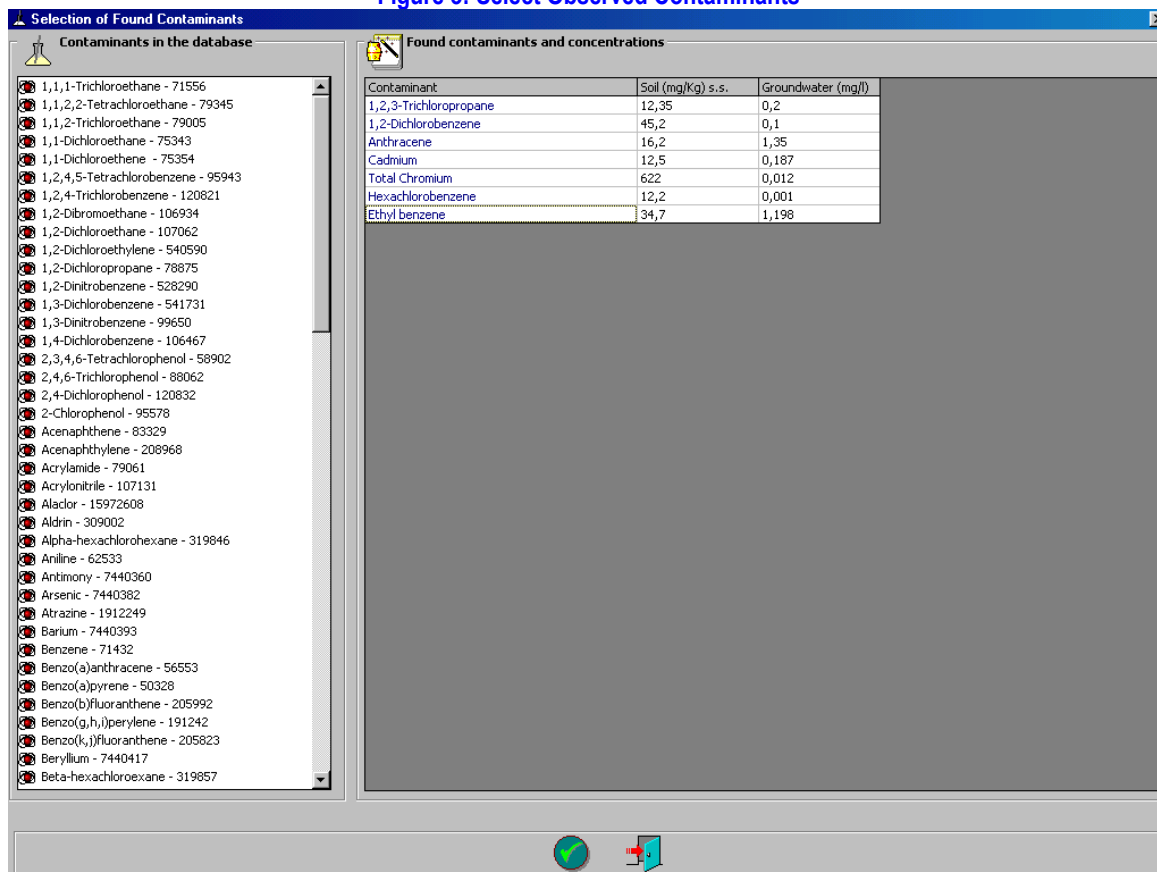 Figure 3: Select Observed Contaminants
Selection of Found Contaminants
Contaminants in the database
1,1,1-Trichloroethane - 71556
1,1,2,2-Tetrachloroethane - 79345
1,1,2-Trichloroethane - 79005
1,1-Dichloroethane - 75343
1,1-Dichloroethene - 75354
1,2,4,5-Tetrachlorobenzene - 95943
1,2,4-Trichlorobenzene - 120821
1,2-Dibromoethane - 106934
1,2-Dichloroethane - 107062
1,2-Dichloroethylene - 540590
1,2-Dichloropropane - 78875
1,2-Dinitrobenzene - 528290
1,3-Dichlorobenzene - 541731
1,3-Dinitrobenzene - 99650
1,4-Dichlorobenzene - 106467
2,3,4,6-Tetrachlorophenol - 58902
2,4,6-Trichlorophenol - 88062
2,4-Dichlorophenol - 120832
2-Chlorophenol - 95578
Acenaphthene - 83329
Acenaphthylene - 208968
Acrylamide - 79061
Acrylonitrile - 107131
Alaclor - 15972608
Aldrin - 309002
Alpha-hexachlorohexane - 319846
Aniline - 62533
Antimony - 7440360
Arsenic - 7440382
Atrazine - 1912249
Barium - 7440393
Benzene - 71432
Benzo(a)anthracene - 56553
Benzo(a)pyrene - 50328
Benzo(b)fluoranthene - 205992
Benzo(g,h,i)perylene - 191242
Benzo(k,j)fluoranthene - 205823
Beryllium - 7440417
Beta-hexachloroexane - 319857
Found contaminants and concentrations
Contaminant Soil (mg/Kg) s.s. Groundwater (mg/l)
1,2,3-Trichloropropane 12,35 0,2
1,2-Dichlorobenzene 45,2 0,1
Anthracene 16,2 1,35
Cadmium 12,5 0,187
Total Chromium 622 0,012
Hexachlorobenzene 12,2 0,001
Ethyl benzene 34,7 1,198